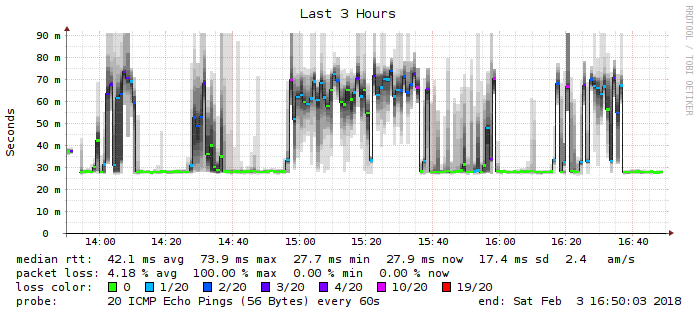 Last 3 Hours
RRDTOOL / TOBI OETIKER
Seconds
90 m
80 m
70 m
60 m
50 m
40 m
30 m
20 m
10 m
0
14:00 14:20 14:40 15:00 15:20 15:40 16:00 16:20 16:40
median rtt: 42.1 ms avg 73.9 ms max 27.7 ms min 27.9 ms now 17.4 ms sd 2.4 am/s
packet loss: 4.18 % avg 100.00 % max 0.00 % min 0.00 % now
loss color: 0 1/20 2/20 3/20 4/20 10/20 19/20
probe: 20 ICMP Echo Pings (56 Bytes) every 60s end: Sat Feb 3 16:50:03 2018